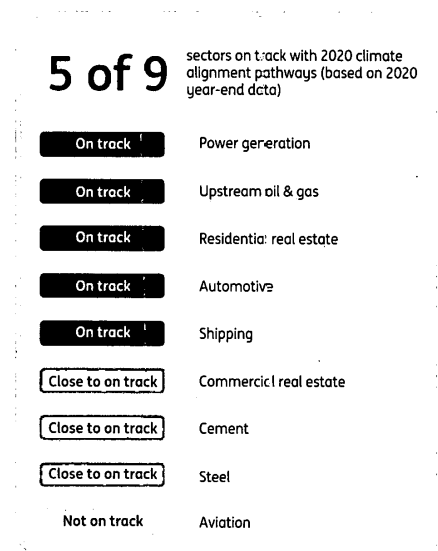 5 of 9
sectors on track with 2020 climate
alignment pathways (based on 2020
year-end data)
On track Power generation
On track Upstream oil & gas
On track Residential real estate
On track Automotive
On track Shipping
Close to on track Commercial real estate
Close to on track Cement
Close to on track Steel
Not on track Aviation